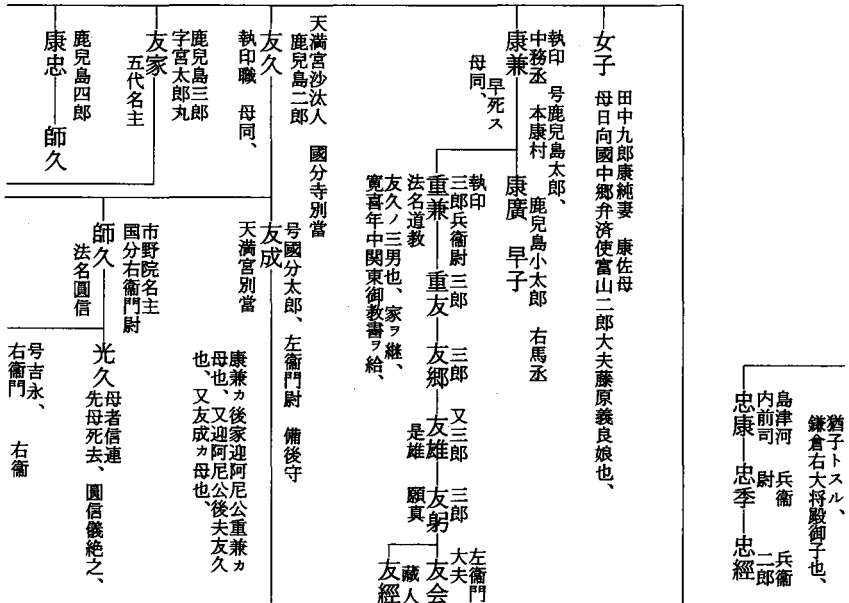 猶子トスル、
鎌倉右大将殿御子也、
島津河内前司
忠康
兵衞尉
忠季
兵衞二郎
忠經
女子
田中九郎康純妻　康佐母
母日向國中郷弁済使富山二郎大夫藤原義良娘也、
康兼
執印　号鹿兒島太郎、
中務丞　本康村
母同、早死ス
康廣
鹿兒島小太郎　右馬丞
早子
重兼
執印
三郎兵衞尉
法名道教
友久ノ三男也、家ヲ継、
寛喜年中関東御教書ヲ給、
重友
三郎
友郷
三郎
友雄
又三郎
是雄
友躬
三郎
願真
友会
左衞門大夫
友經
藏人
友久
天満宮沙汰人　國分寺別當
鹿兒島二郎
執印職　母同、
友成
号國分太郎、左衞門尉　備後守
天満宮別當
康兼カ後家迎阿尼公重兼カ
母也、又迎阿尼公後夫友久
也、又友成カ母也、
友家
鹿兒島三郎
字宮太郎丸
五代名主
師久
市野院名主
国分右衞門尉
法名圓信
光久
母者信連
先母死去、圓信儀絶之、
号吉永、
右衞門　右衞
康忠
鹿兒島四郎
師久